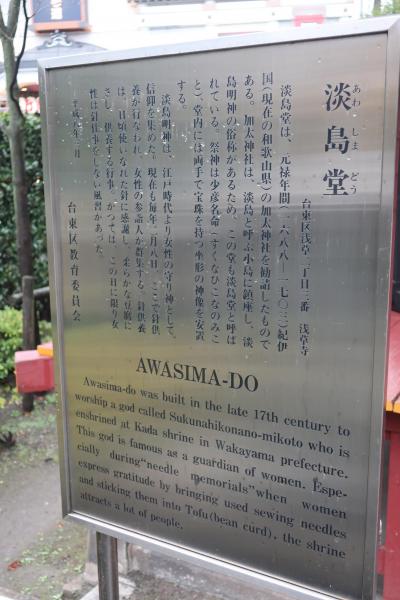 淡島堂
あわ しま どう
台東区浅草二丁目三番 浅草寺
淡島堂は、元禄年間(一六八八―一七〇三)紀伊
国(現在の和歌山県)の加太神社を勧請したもので
ある。加太神社は、淡島と呼ぶ小島に鎮座し、淡
島明神の俗称があるため、この堂も淡島堂と呼ば
れている。祭神は少彦名命(すくなひこなのみこ
と)、堂内には両手で宝珠を持つ坐形の神像を安置
する。
淡島明神は、江戸時代より女性の守り神として、
信仰を集めた。現在も毎年二月八日、ここで針供
養が行なわれ、女性の参詣人が群集する。針供養
は、日頃使いなれた針に感謝し、柔らかな豆腐に
さし、供養する行事。かつては、この日に限り女
性は針仕事をしない風習があった。
台東区教育委員会
AWASIMA-DO
Awasima-do was built in the late 17th century to
worship a god called Sukunahikonano-mikoto who is
enshrined at Kada shrine in Wakayama prefecture.
This god is famous as a guardian of women. Espe-
cially during“needle memorials”when women
express gratitude by bringing used sewing needles
and sticking them into Tofu(bean curd), the shrine
attracts a lot of people.